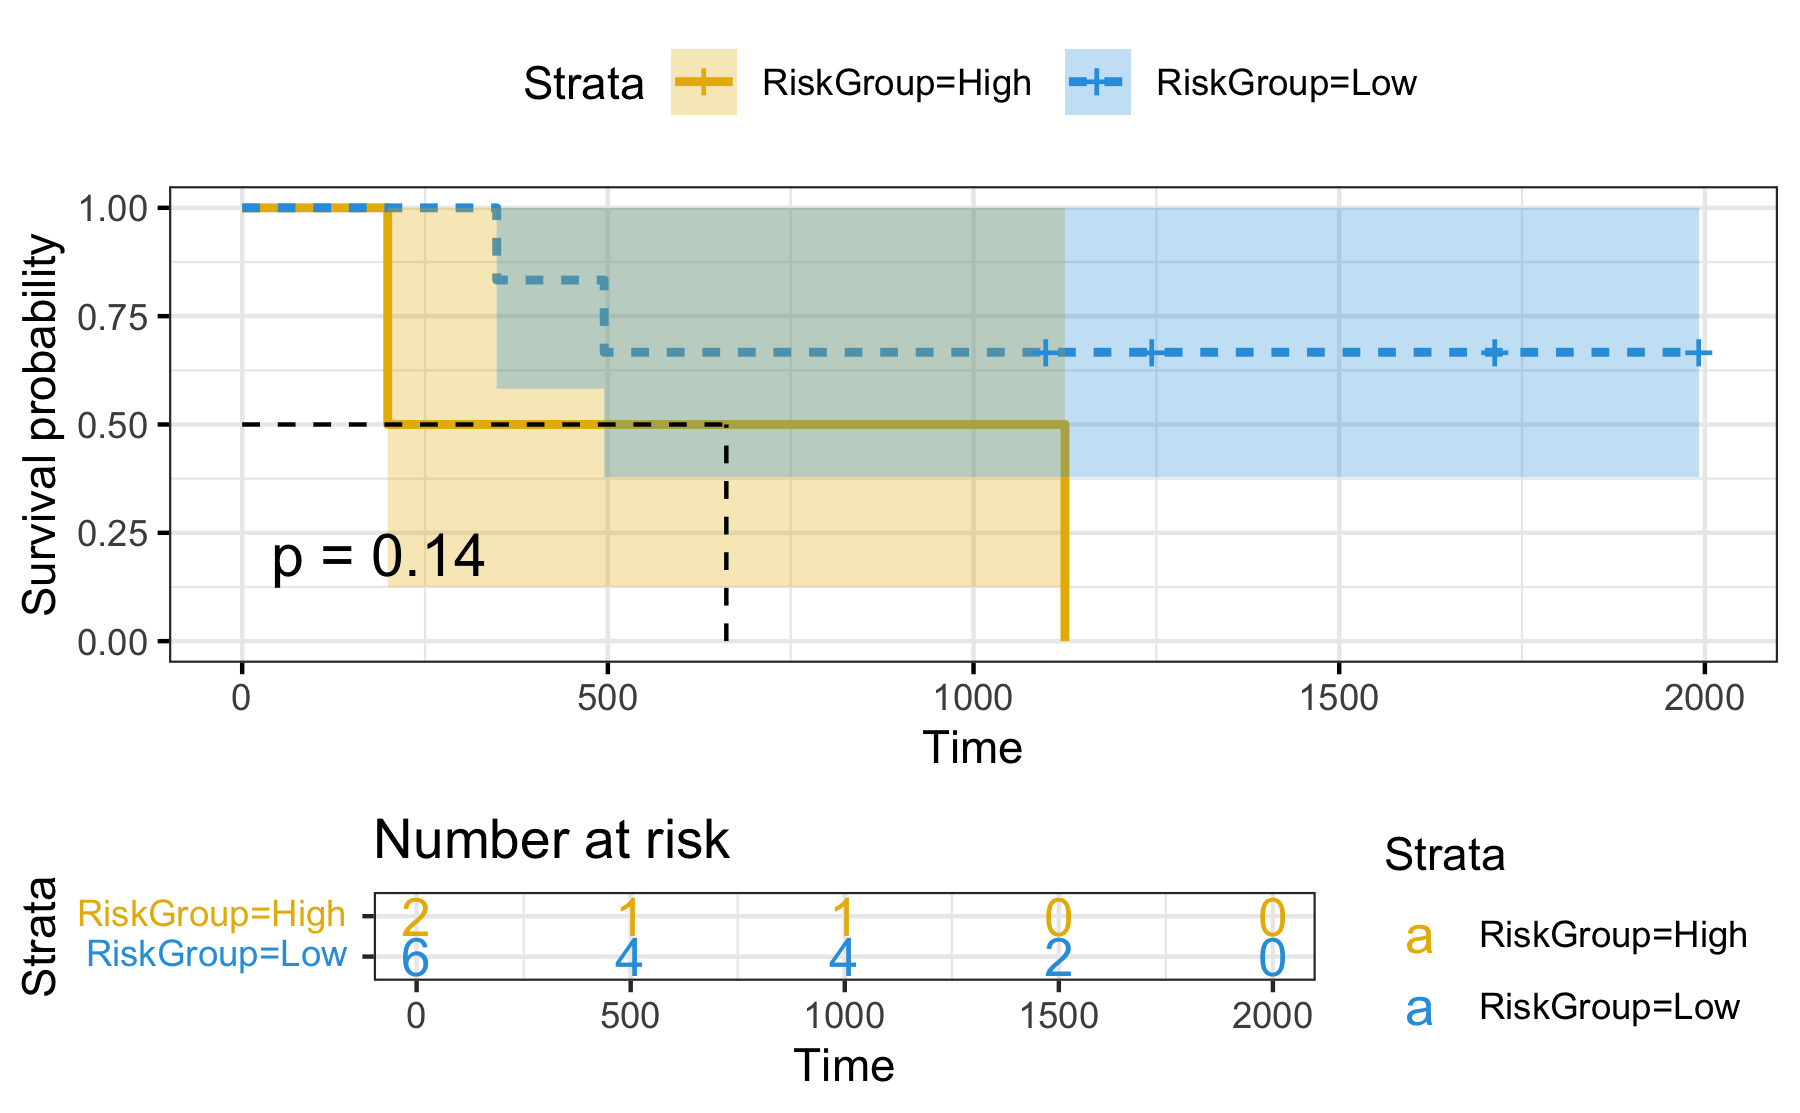 Strata RiskGroup=High RiskGroup=Low
Survival probability
1.00
0.75
0.50
0.25
0.00
p = 0.14
0 500 1000 1500 2000
Time
Number at risk
Strata
RiskGroup=High 2 1 1 0 0
RiskGroup=Low 6 4 4 2 0
0 500 1000 1500 2000
Time
Strata
a RiskGroup=High
a RiskGroup=Low